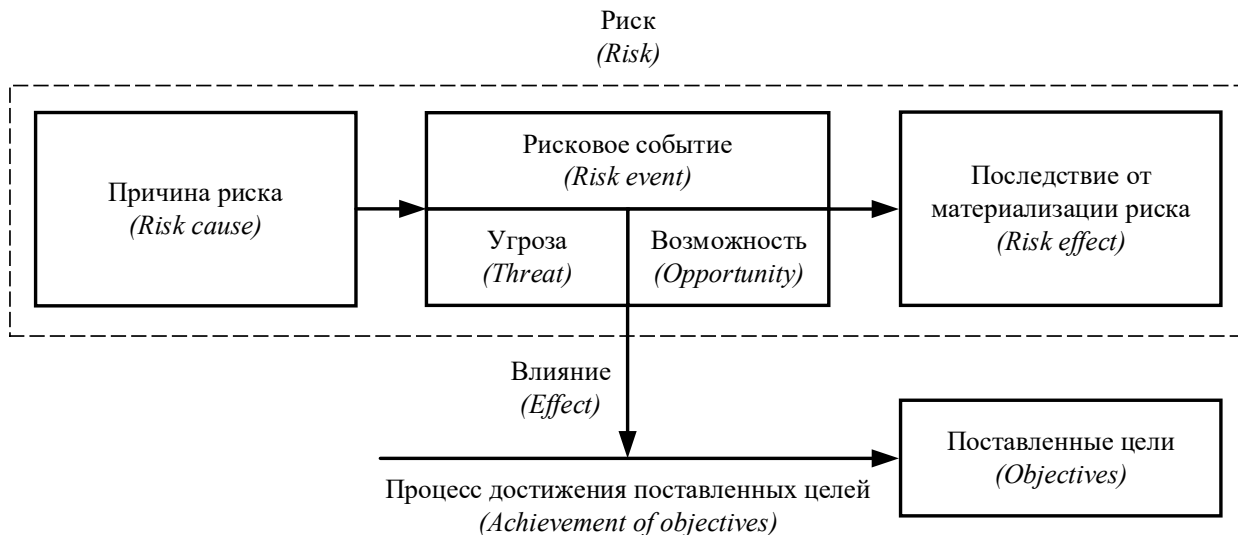 Риск
(Risk)
Причина риска
(Risk cause)
Рисковое событие
(Risk event)
Угроза
(Threat)
Возможность
(Opportunity)
Последствие от
материализации риска
(Risk effect)
Влияние
(Effect)
Процесс достижения поставленных целей
(Achievement of objectives)
Поставленные цели
(Objectives)